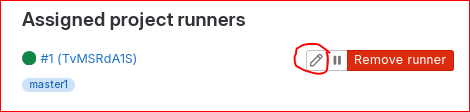 Assigned project runners
#1 (TvMSRdA1S)
Remove runner
master1